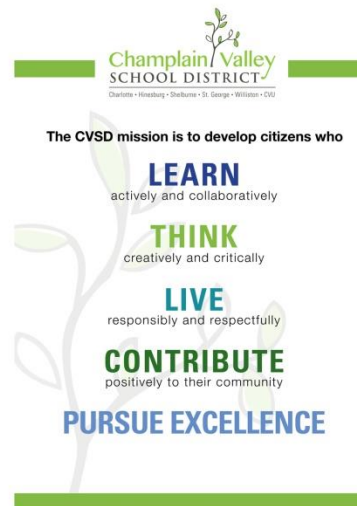 Champlain Valley
SCHOOL DISTRICT
Charlotte • Hinesburg • Shelburne • St. George • Williston • CVU
The CVSD mission is to develop citizens who
LEARN
actively and collaboratively
THINK
creatively and critically
LIVE
responsibly and respectfully
CONTRIBUTE
positively to their community
PURSUE EXCELLENCE